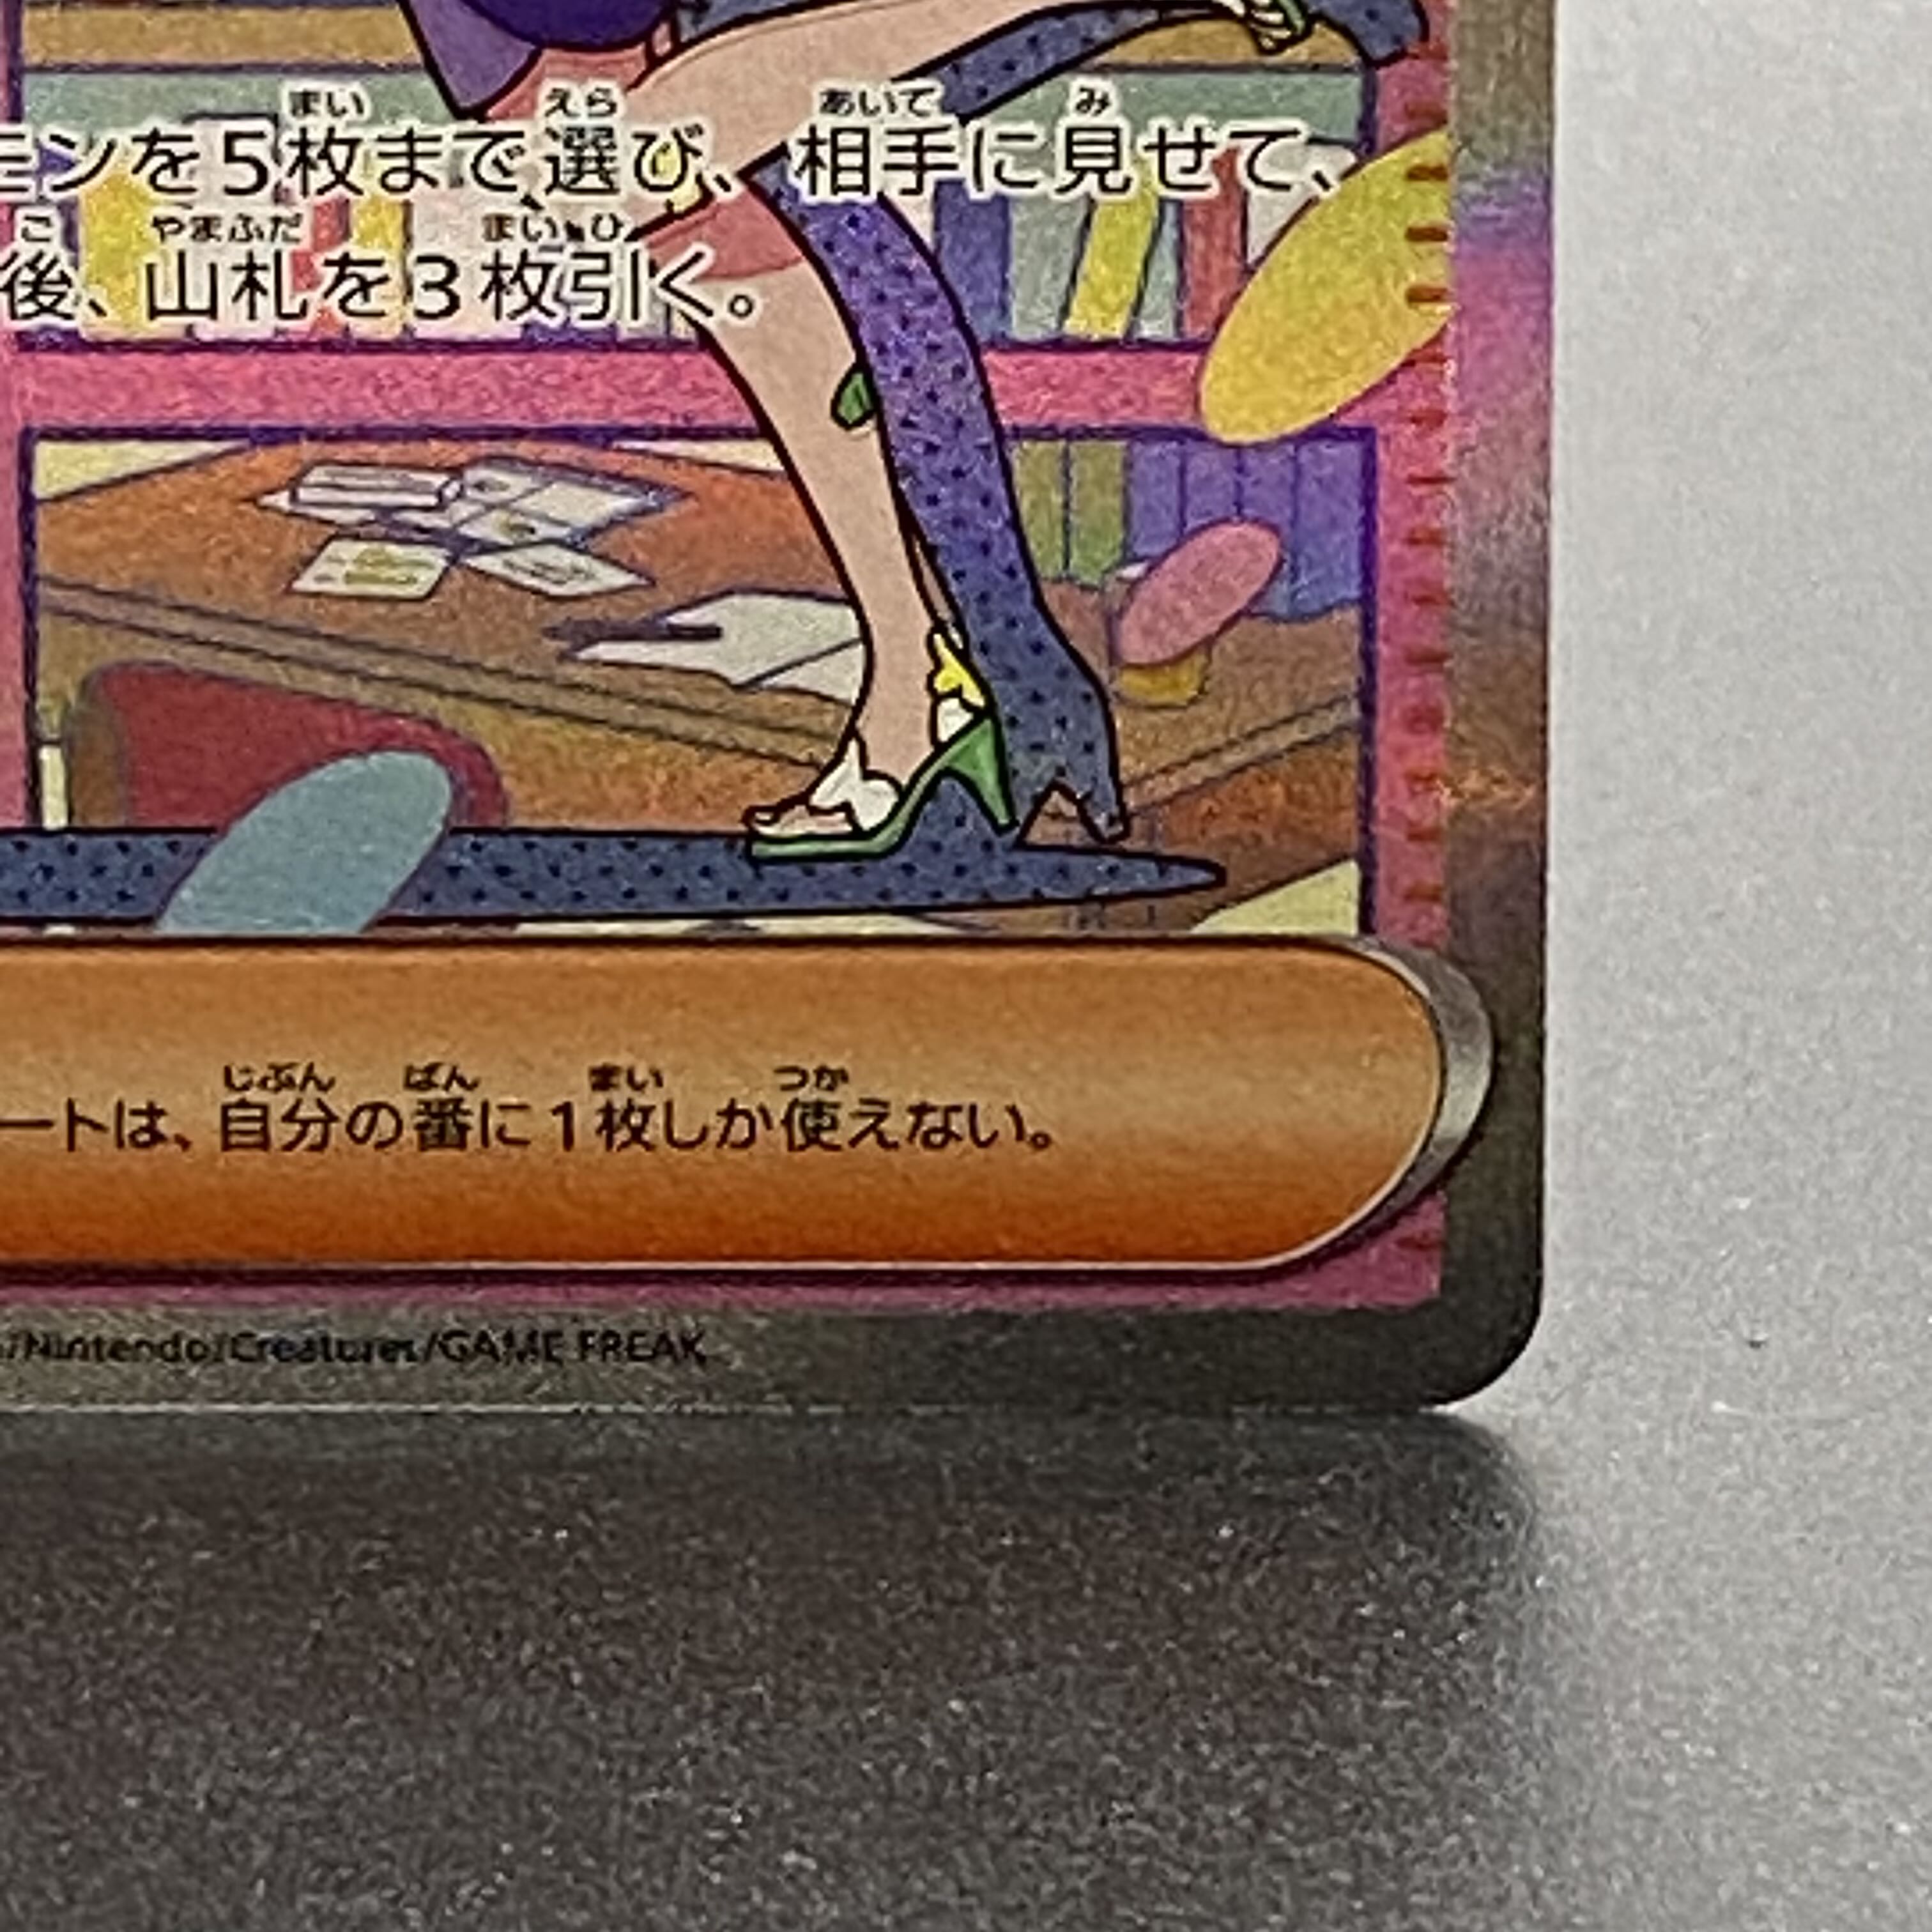 モンを5枚まで選び、相手に見せて、
後、山札を3枚引く。
ートは、自分の番に1枚しか使えない。
/Nintendo/Creatures/GAME FREAK.